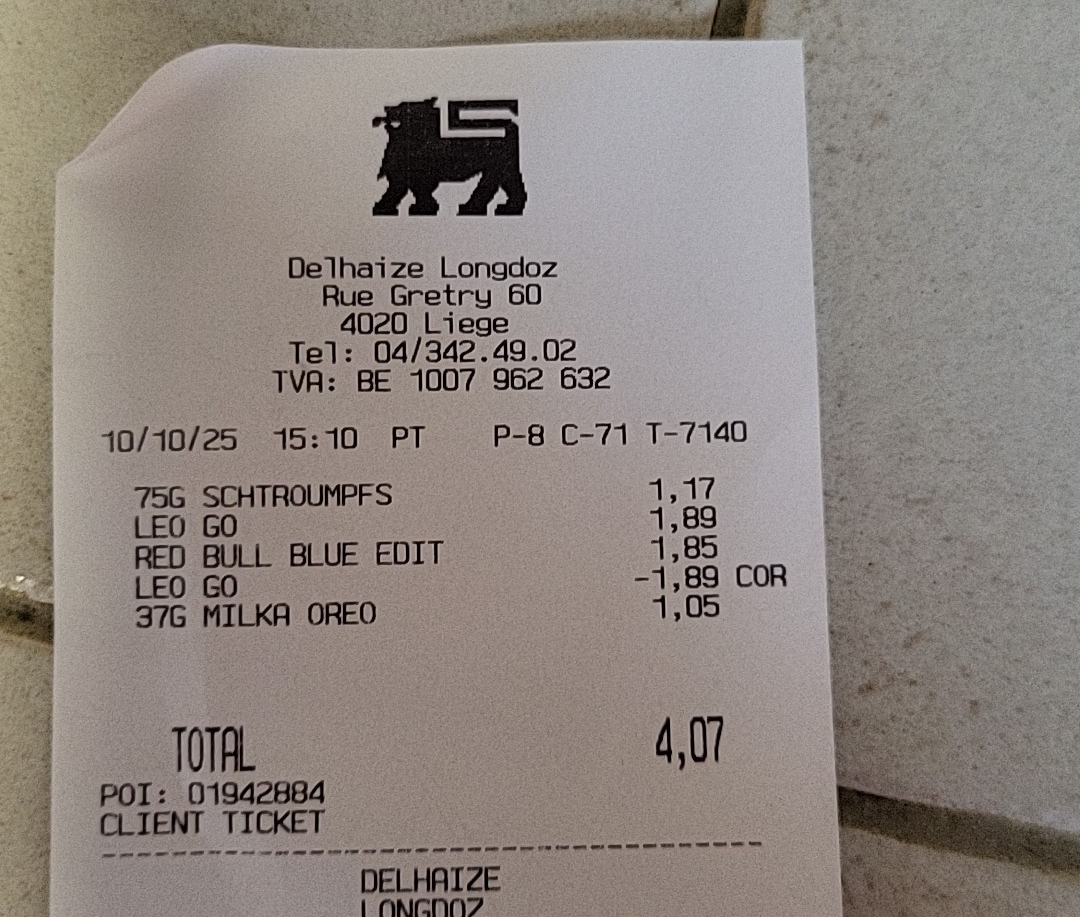 Delhaize Longdoz
Rue Gretry 60
4020 Liege
Tel: 04/342.49.02
TVA: BE 1007 962 632
10/10/25 15:10 PT P-8 C-71 T-7140
75G SCHTROUMPFS 1,17
LEO GO 1,89
RED BULL BLUE EDIT 1,85
LEO GO -1,89 COR
37G MILKA OREO 1,05
TOTAL 4,07
POI: 01942884
CLIENT TICKET
DELHAIZE
LONGDOZ